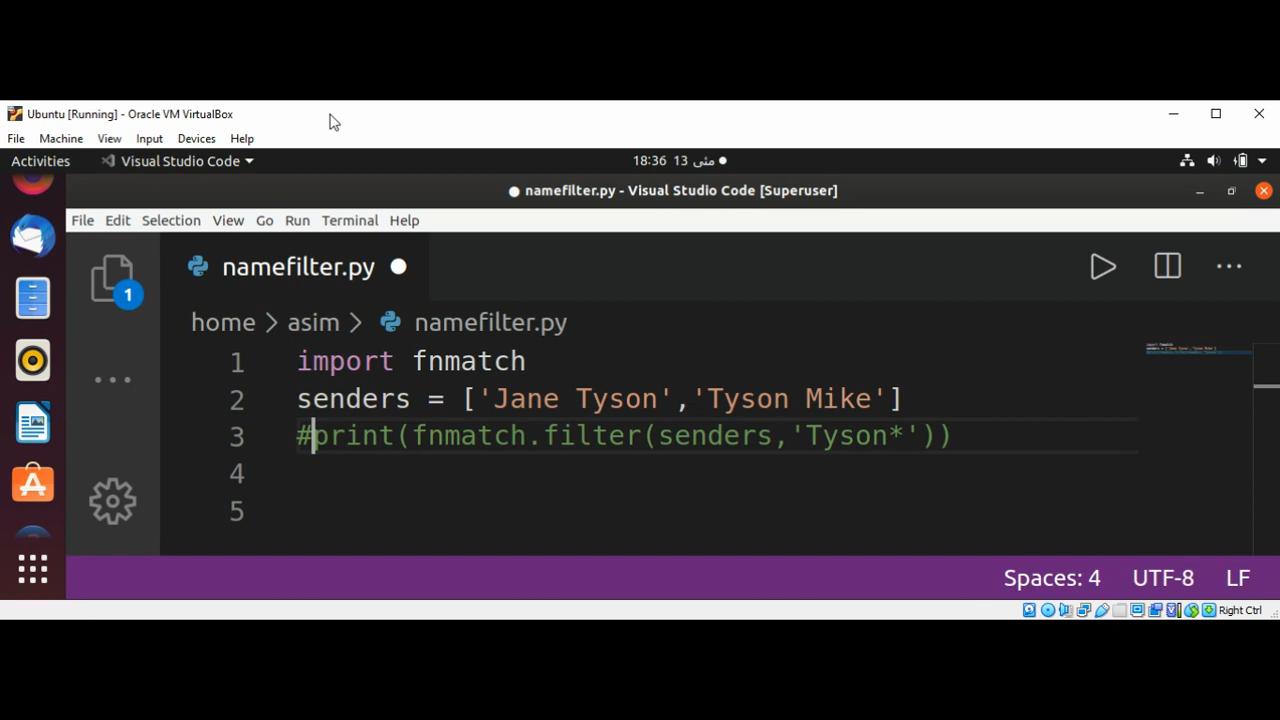 Ubuntu [Running] - Oracle VM VirtualBox
File Machine View Input Devices Help
Activities Visual Studio Code 18:36 13 مئی
namefilter.py - Visual Studio Code [Superuser]
File Edit Selection View Go Run Terminal Help
namefilter.py
1
home > asim > namefilter.py
1 import fnmatch
2 senders = ['Jane Tyson','Tyson Mike']
3 #print(fnmatch.filter(senders,'Tyson*'))
4
5
Spaces: 4 UTF-8 LF
Right Ctrl